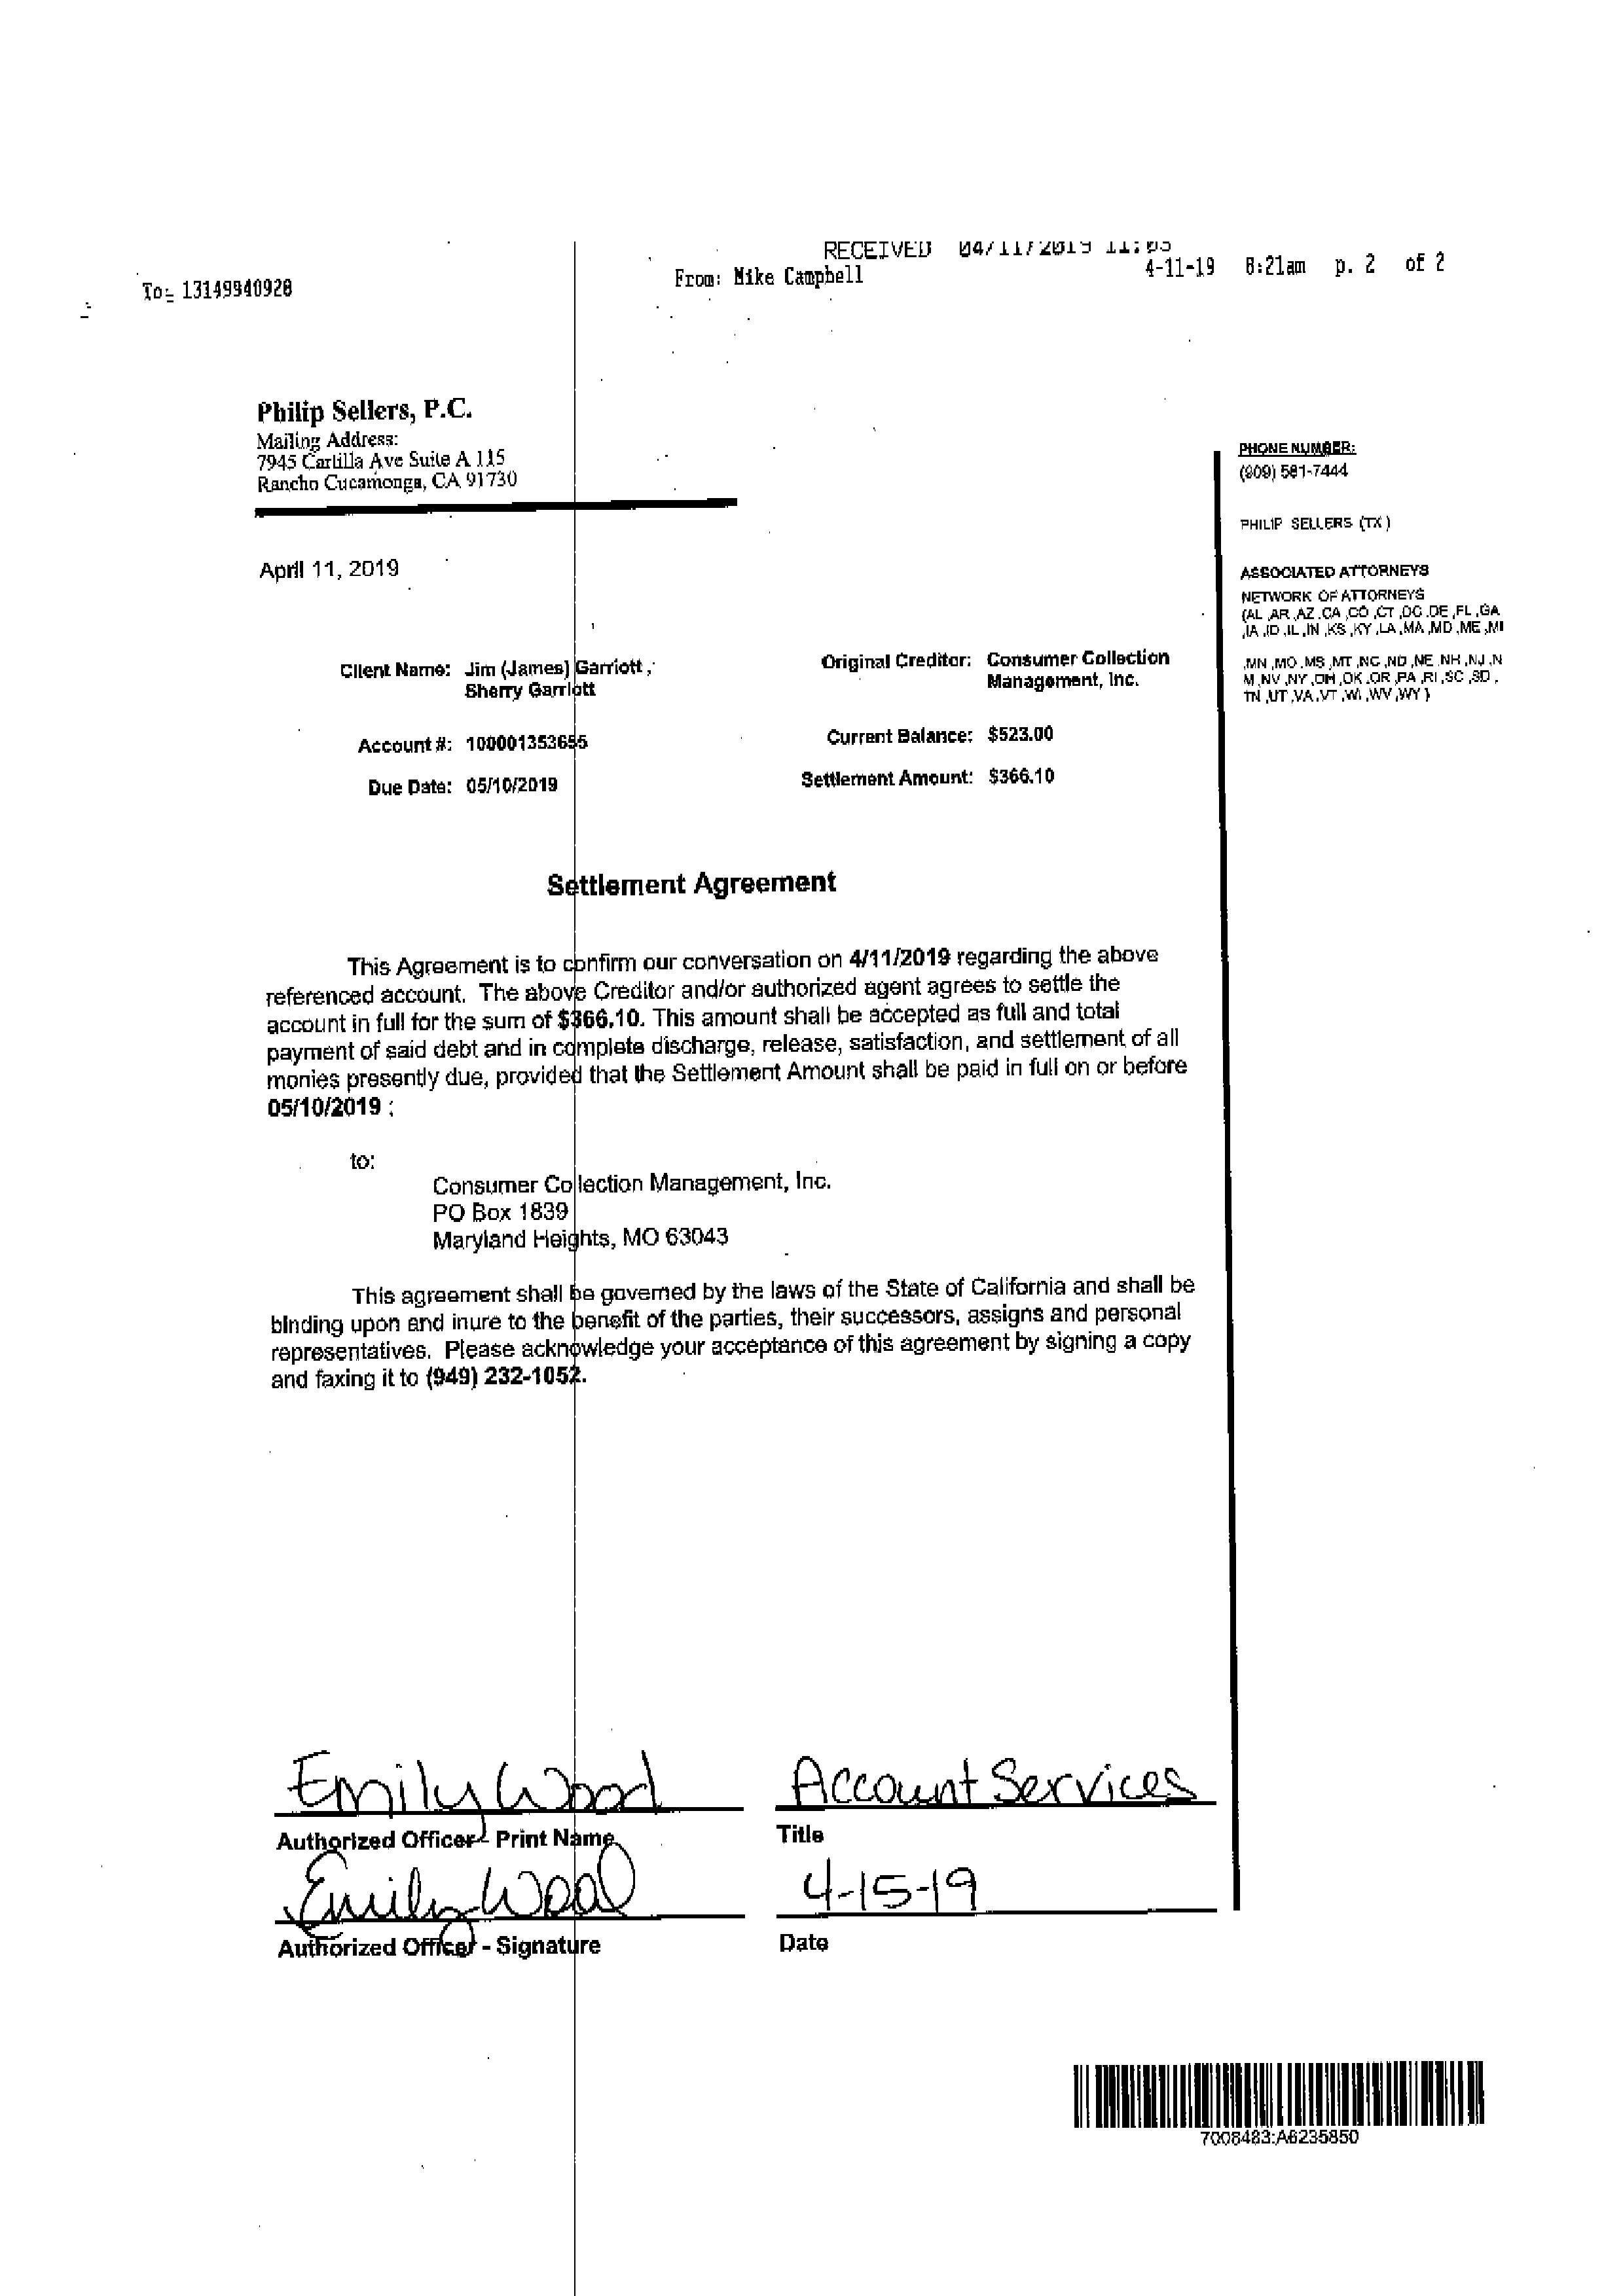 RECEIVED 04/11/2019 11:05
To: 13149940928 From: Mike Campbell 4-11-19 8:21am p. 2 of 2
Philip Sellers, P.C.
Mailing Address:
7945 Cartilla Ave Suite A 115
Rancho Cucamonga, CA 91730
PHONE NUMBER:
(909) 581-7444
PHILIP SELLERS (TX)
ASSOCIATED ATTORNEYS
NETWORK OF ATTORNEYS
(AL ,AR ,AZ ,CA ,CO ,CT ,DC ,DE ,FL ,GA
,IA ,ID ,IL ,IN ,KS ,KY ,LA ,MA ,MD ,ME ,MI
,MN ,MO ,MS ,MT ,NC ,ND ,NE ,NH ,NJ ,N
M ,NV ,NY ,OH ,OK ,OR ,PA ,RI ,SC ,SD ,
TN ,UT ,VA ,VT ,WI ,WV ,WY )
April 11, 2019
Client Name: Jim (James) Garriott ,
Sherry Garriott
Account #: 100001353655
Due Date: 05/10/2019
Original Creditor: Consumer Collection
Management, Inc.
Current Balance: $523.00
Settlement Amount: $366.10
Settlement Agreement
This Agreement is to confirm our conversation on 4/11/2019 regarding the above
referenced account. The above Creditor and/or authorized agent agrees to settle the
account in full for the sum of $366.10. This amount shall be accepted as full and total
payment of said debt and in complete discharge, release, satisfaction, and settlement of all
monies presently due, provided that the Settlement Amount shall be paid in full on or before
05/10/2019 :
to:
Consumer Collection Management, Inc.
PO Box 1839
Maryland Heights, MO 63043
This agreement shall be governed by the laws of the State of California and shall be
binding upon and inure to the benefit of the parties, their successors, assigns and personal
representatives. Please acknowledge your acceptance of this agreement by signing a copy
and faxing it to (949) 232-1052.
Emily Wood Account Services
Authorized Officer - Print Name Title
Emily Wood 4-15-19
Authorized Officer - Signature Date
7008483:A6235850